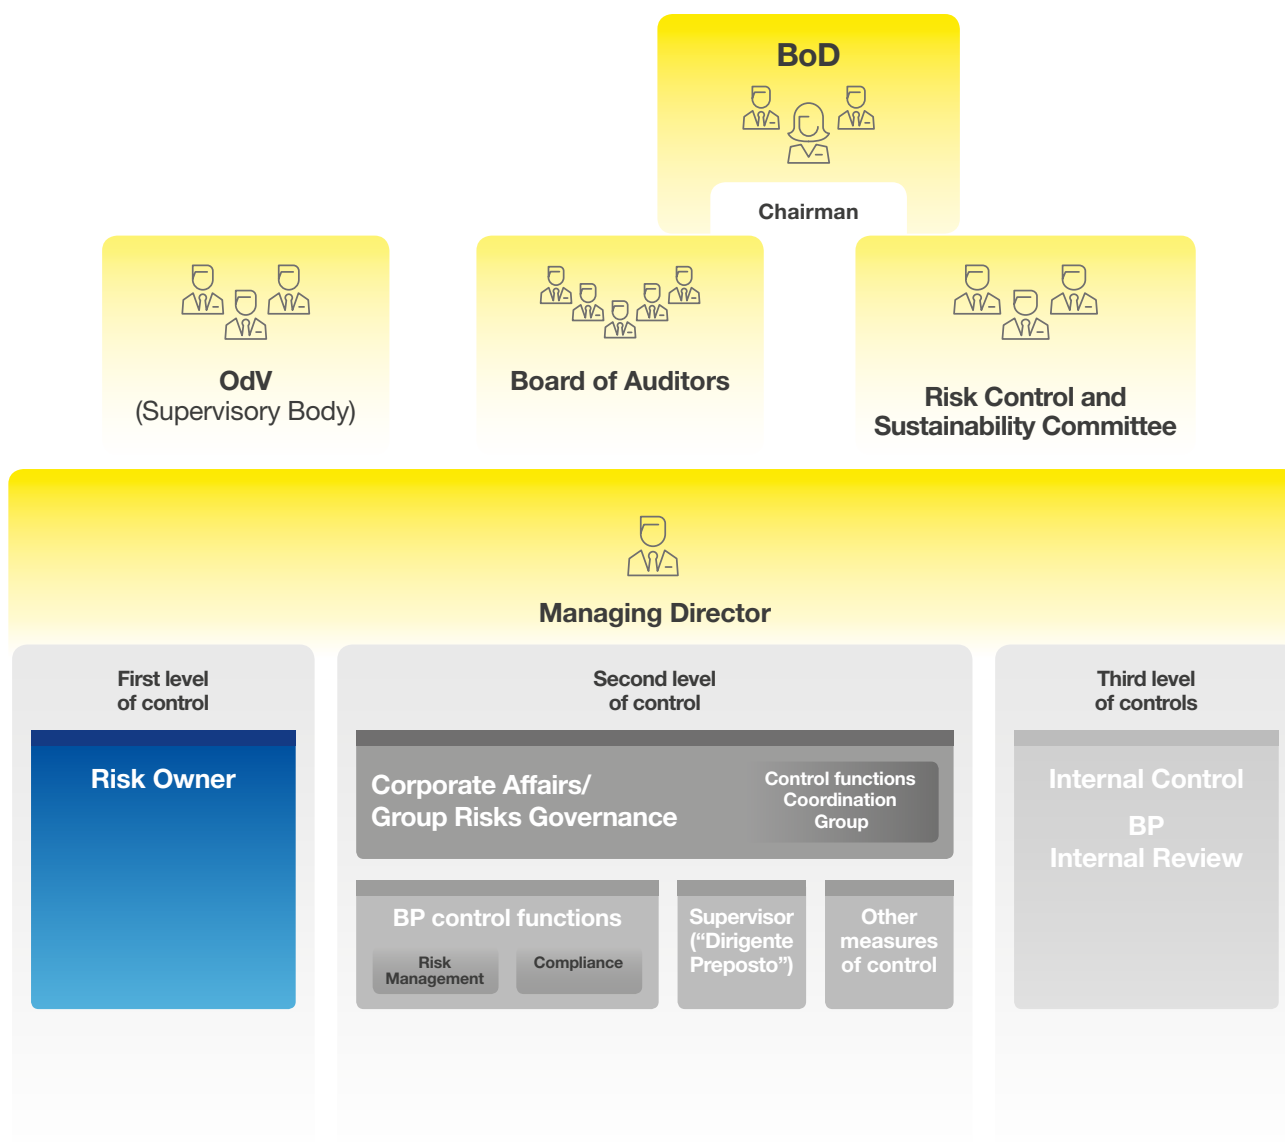 BoD
Chairman
OdV
(Supervisory Body)
Board of Auditors
Risk Control and
Sustainability Committee
Managing Director
First level
of control
Risk Owner
Second level
of control
Corporate Affairs/
Group Risks Governance
Control functions
Coordination
Group
BP control functions
Risk
Management
Compliance
Supervisor
(“Dirigente
Preposto”)
Other
measures
of control
Third level
of controls
Internal Control
BP
Internal Review